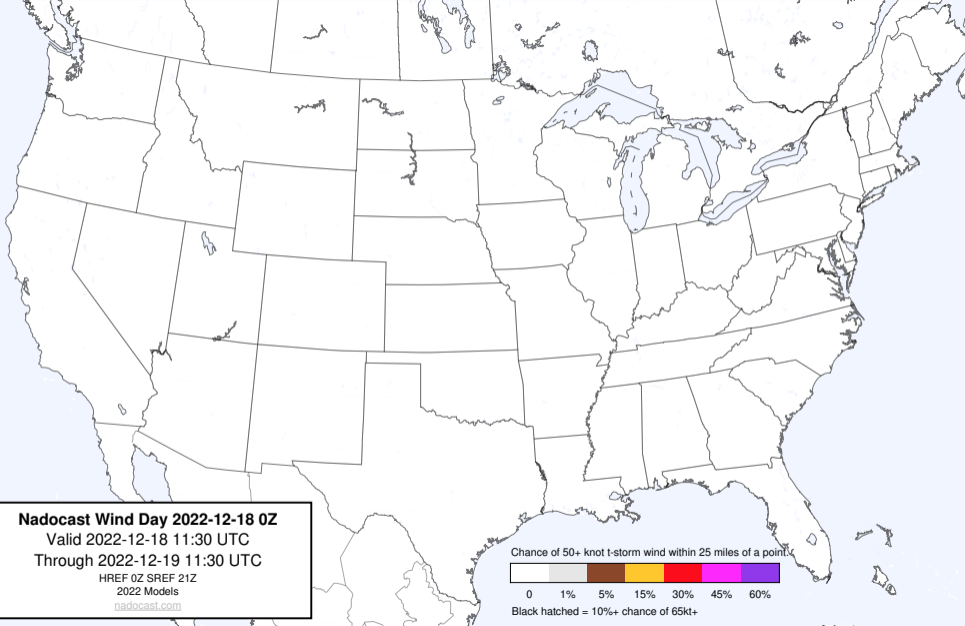 Nadocast Wind Day 2022-12-18 0Z
Valid 2022-12-18 11:30 UTC
Through 2022-12-19 11:30 UTC
HREF 0Z SREF 21Z
2022 Models
nadocast.com
Chance of 50+ knot t-storm wind within 25 miles of a point.
0 1% 5% 15% 30% 45% 60%
Black hatched = 10%+ chance of 65kt+